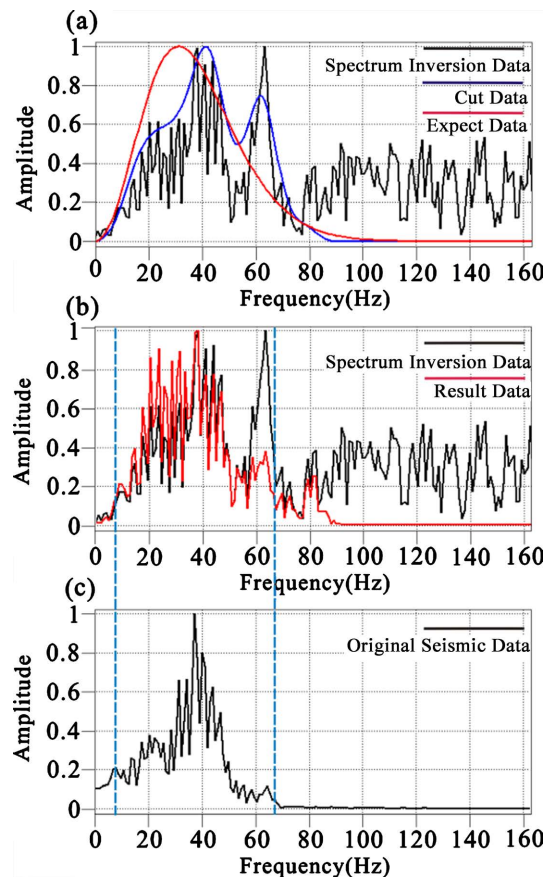 (a)
Amplitude
1
0.8
0.6
0.4
0.2
0
Spectrum Inversion Data
Cut Data
Expect Data
0 20 40 60 80 100 120 140 160
Frequency(Hz)
(b)
Amplitude
1
0.8
0.6
0.4
0.2
0
Spectrum Inversion Data
Result Data
0 20 40 60 80 100 120 140 160
Frequency(Hz)
(c)
Amplitude
1
0.8
0.6
0.4
0.2
0
Original Seismic Data
0 20 40 60 80 100 120 140 160
Frequency(Hz)